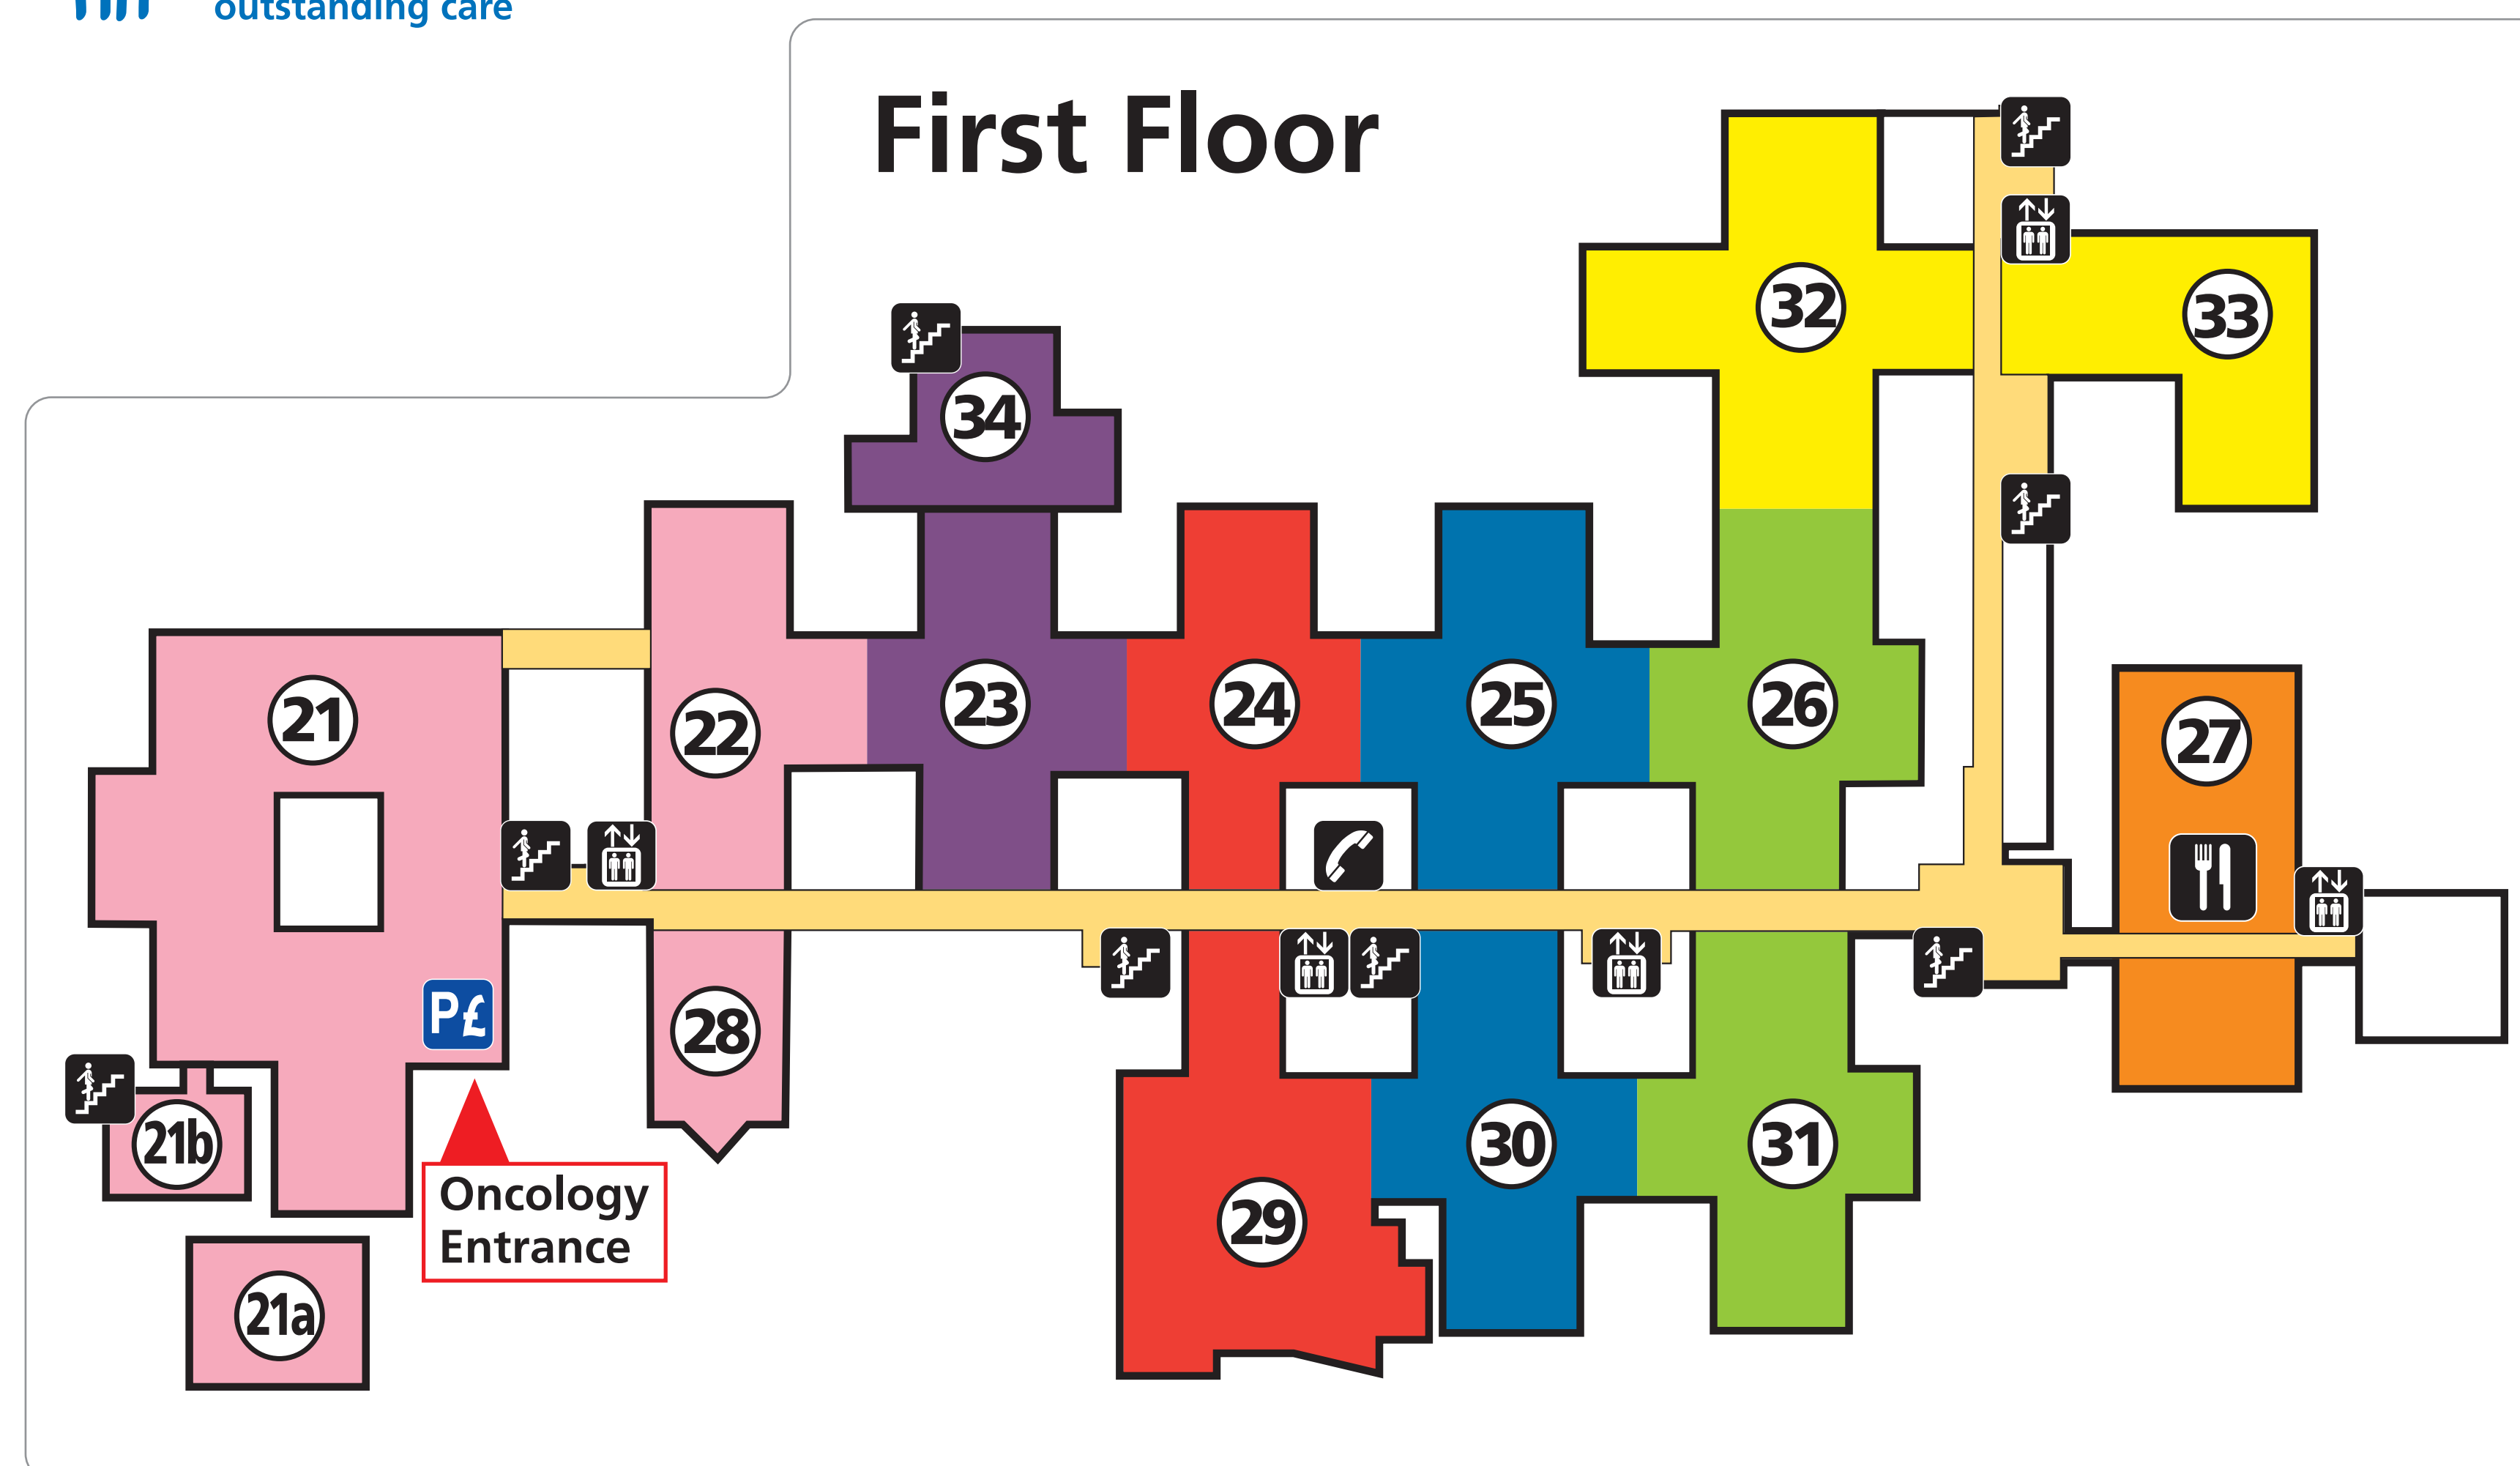 outstanding care
First Floor
32
33
34
21
22
23
24
25
26
27
P£
28
21b
30
31
Oncology
Entrance
29
21a